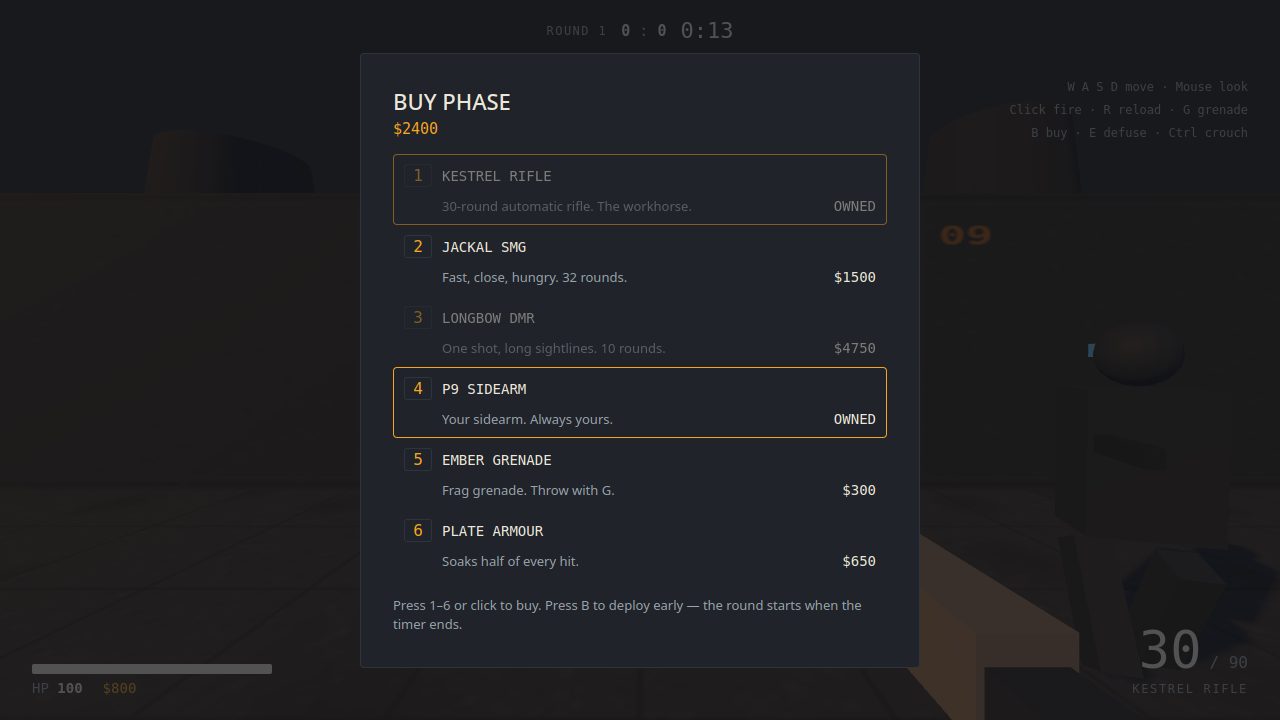 ROUND 1 0 : 0 0:13
W A S D move · Mouse look
Click fire · R reload · G grenade
B buy · E defuse · Ctrl crouch
BUY PHASE
$2400
1 KESTREL RIFLE
30-round automatic rifle. The workhorse. OWNED
2 JACKAL SMG
Fast, close, hungry. 32 rounds. $1500
3 LONGBOW DMR
One shot, long sightlines. 10 rounds. $4750
4 P9 SIDEARM
Your sidearm. Always yours. OWNED
5 EMBER GRENADE
Frag grenade. Throw with G. $300
6 PLATE ARMOUR
Soaks half of every hit. $650
Press 1–6 or click to buy. Press B to deploy early — the round starts when the
timer ends.
09
HP 100 $800
30 / 90
KESTREL RIFLE